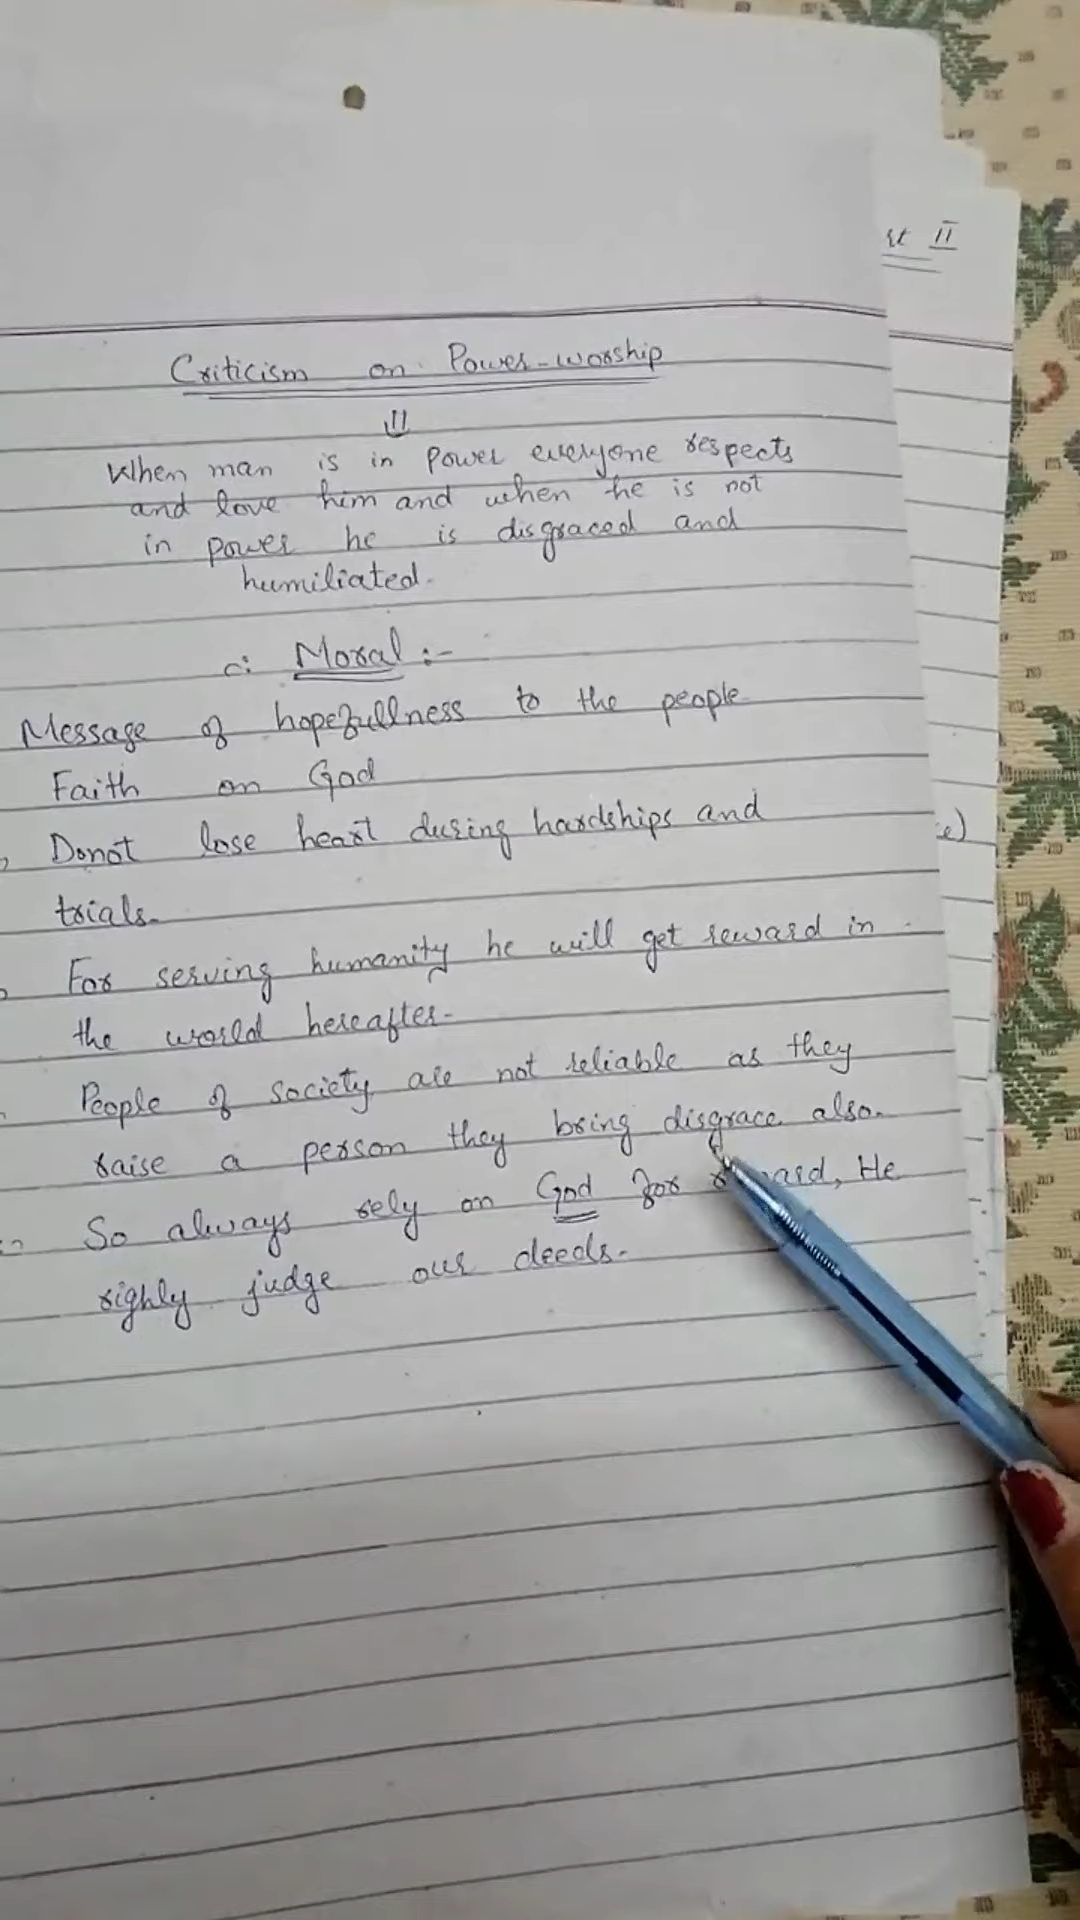 st II
Criticism on Power-worship
⇓
When man is in power everyone respects
and love him and when he is not
in power he is disgraced and
humiliated.
c: Moral :-
Message of hopefullness to the people
Faith on God
Donot lose heart during hardships and
e)
trials.
For serving humanity he will get reward in
the world hereafter.
People of society are not reliable as they
raise a person they bring disgrace also.
So always rely on God for reward, He
righly judge our deeds.